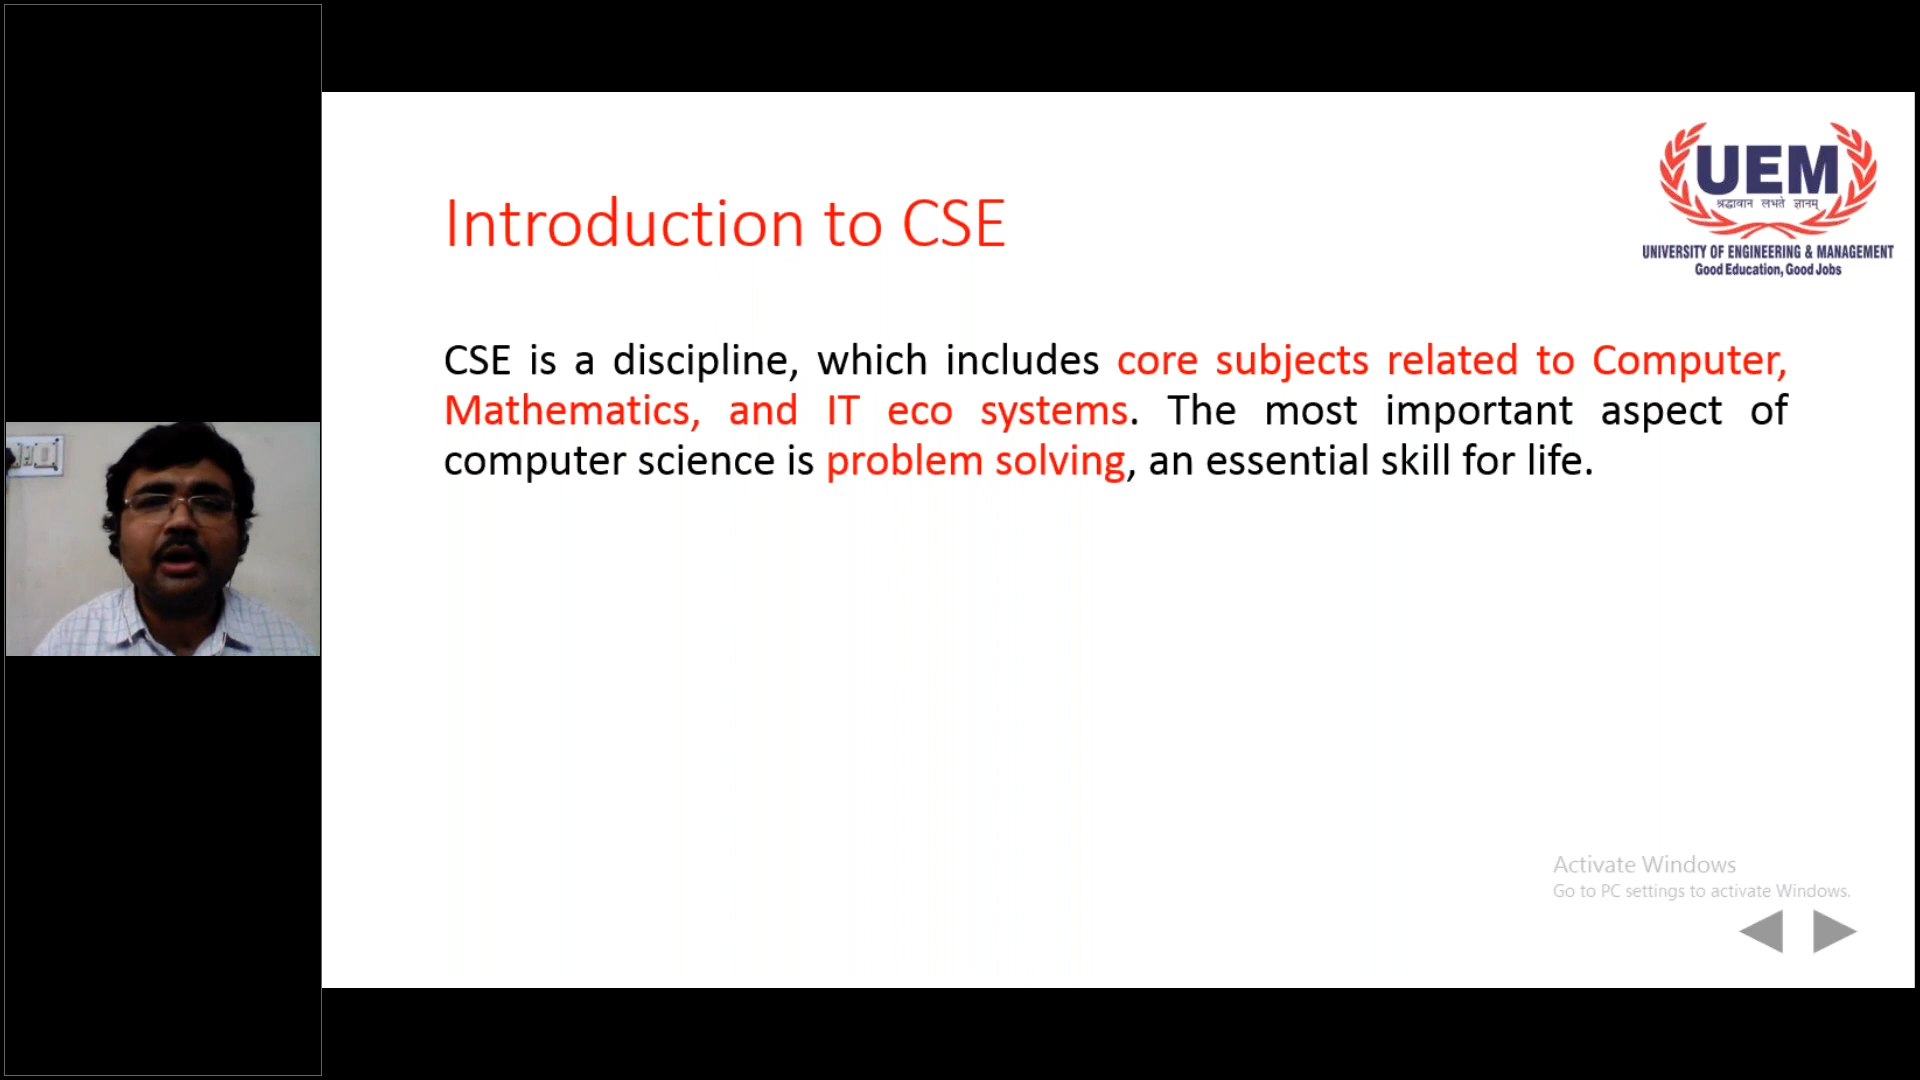 UEM
श्रद्धावान लभते ज्ञानम्
UNIVERSITY OF ENGINEERING & MANAGEMENT
Good Education, Good Jobs
Introduction to CSE
CSE is a discipline, which includes core subjects related to Computer,
Mathematics, and IT eco systems. The most important aspect of
computer science is problem solving, an essential skill for life.
Activate Windows
Go to PC settings to activate Windows.